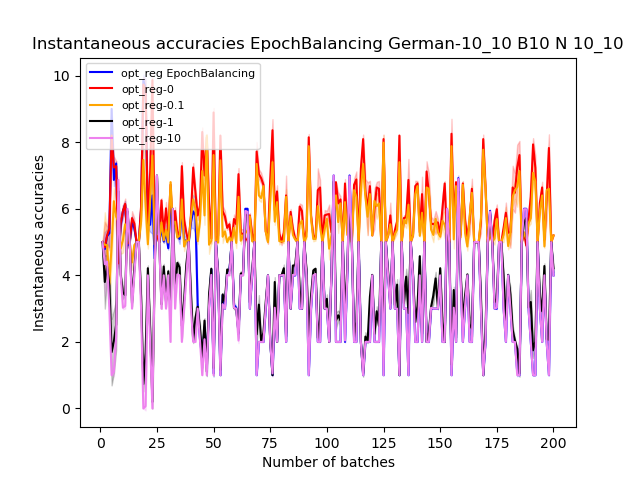 Instantaneous accuracies EpochBalancing German-10_10 B10 N 10_10
10
8
6
4
2
0
Instantaneous accuracies
opt_reg EpochBalancing
opt_reg-0
opt_reg-0.1
opt_reg-1
opt_reg-10
0 25 50 75 100 125 150 175 200
Number of batches